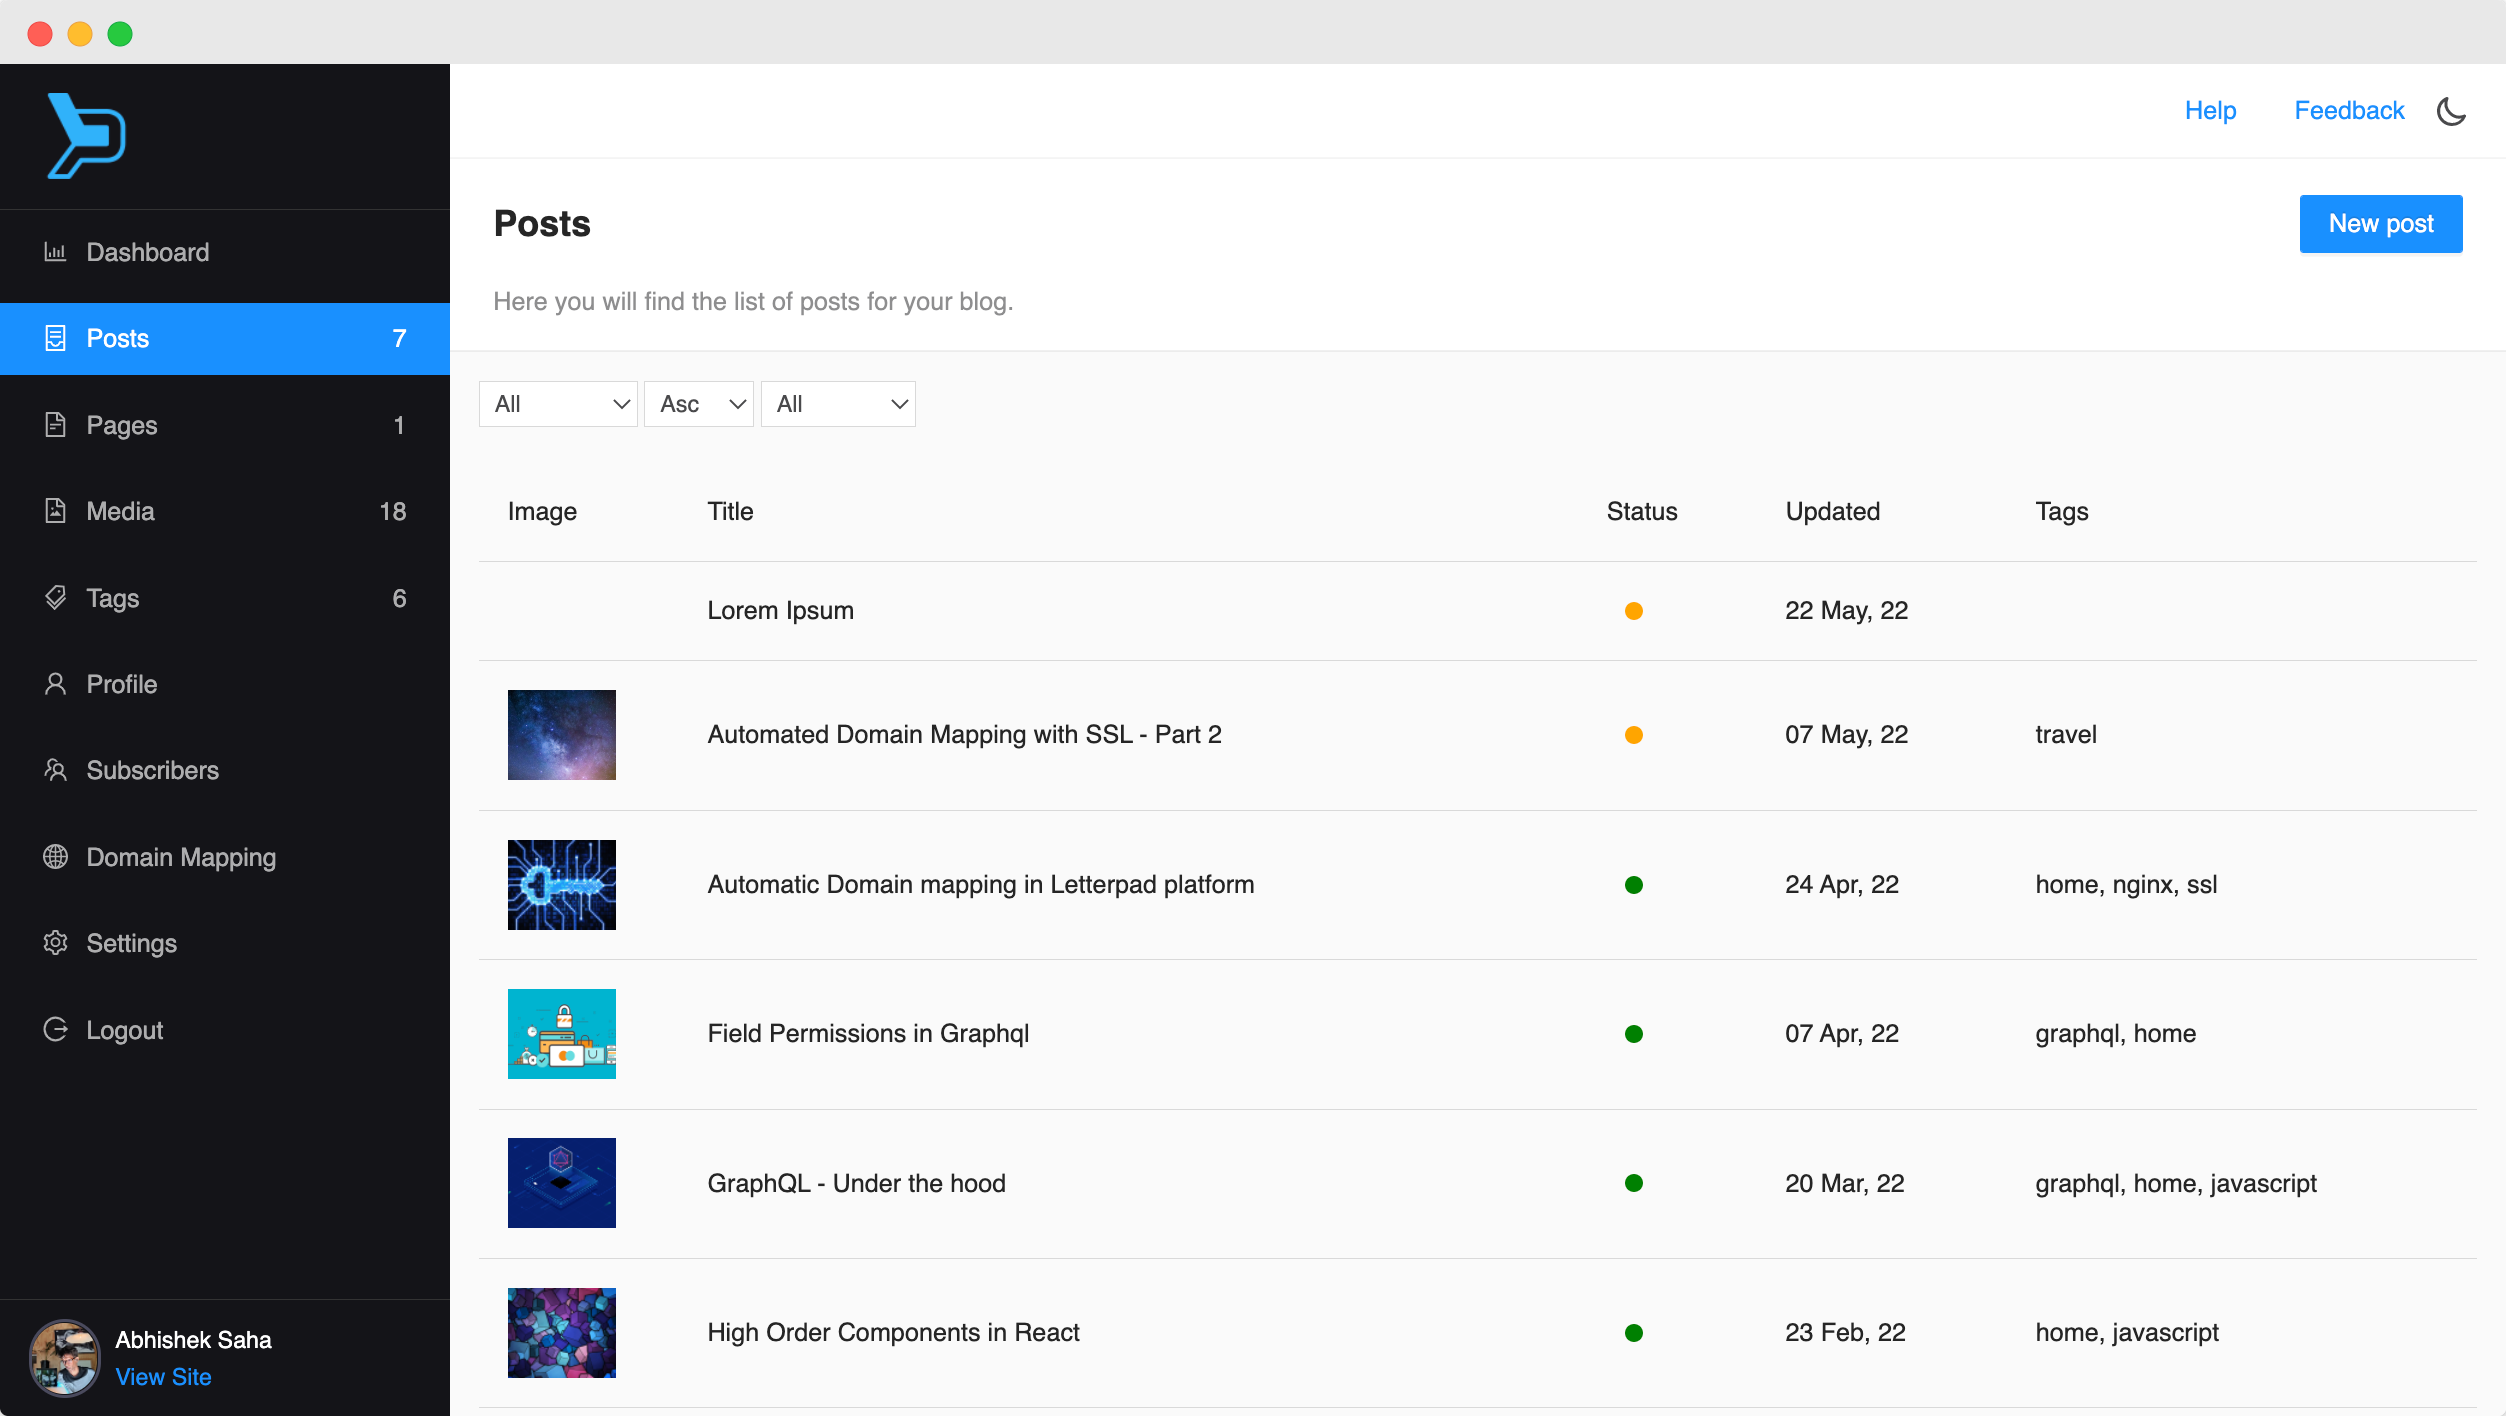 Help Feedback
Dashboard
Posts 7
Pages 1
Media 18
Tags 6
Profile
Subscribers
Domain Mapping
Settings
Logout
Abhishek Saha
View Site
Posts
New post
Here you will find the list of posts for your blog.
All Asc All
Image Title Status Updated Tags
Lorem Ipsum 22 May, 22
Automated Domain Mapping with SSL - Part 2 07 May, 22 travel
Automatic Domain mapping in Letterpad platform 24 Apr, 22 home, nginx, ssl
Field Permissions in Graphql 07 Apr, 22 graphql, home
GraphQL - Under the hood 20 Mar, 22 graphql, home, javascript
High Order Components in React 23 Feb, 22 home, javascript